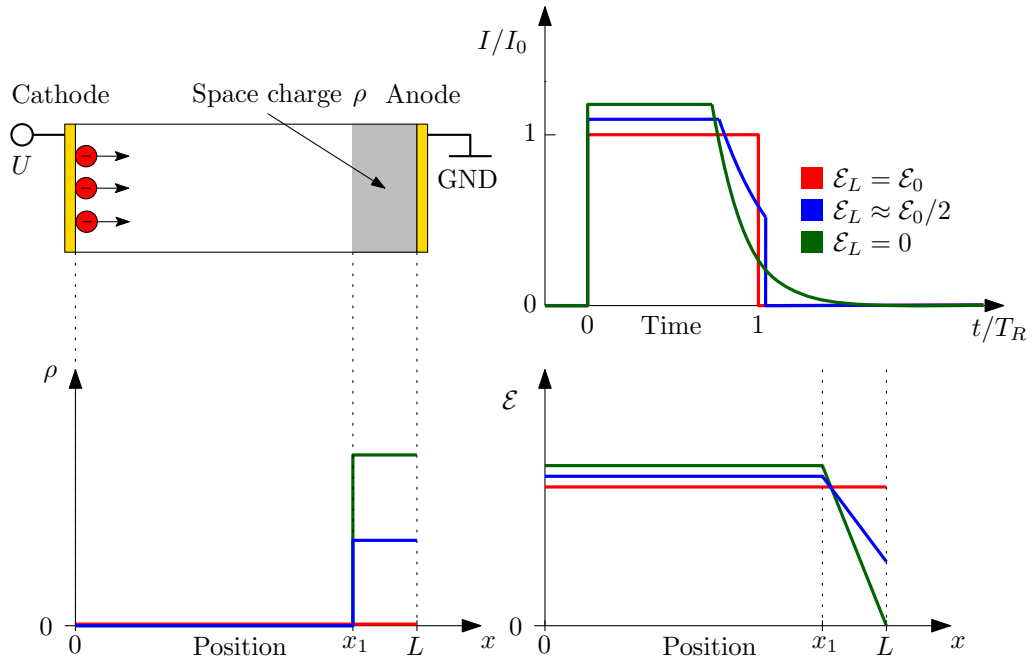 Cathode
Space charge ρ
Anode
U
GND
− − −
I/I₀
1
0
ℰ_L = ℰ₀
ℰ_L ≈ ℰ₀/2
ℰ_L = 0
0 Time 1 t/T_R
ρ
0
0 Position x₁ L x
ℰ
0
0 Position x₁ L x